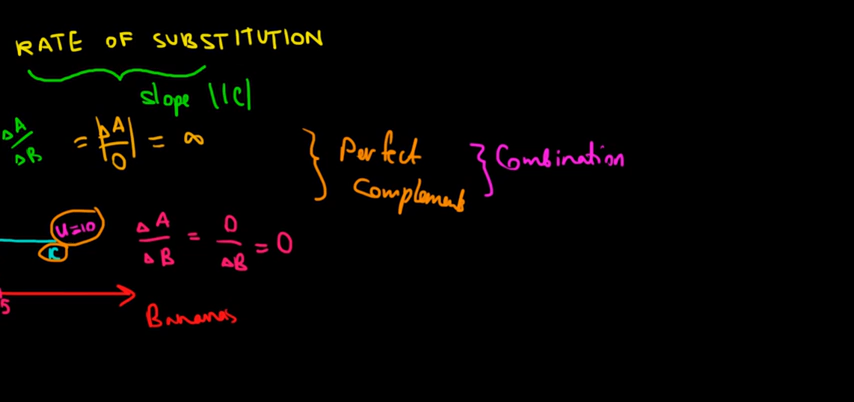 RATE OF SUBSTITUTION
slope |IC|
ΔA/ΔB = |ΔA/0| = ∞
} Perfect Complement } Combination
U=10
IC
ΔA/ΔB = 0/ΔB = 0
5
Bananas